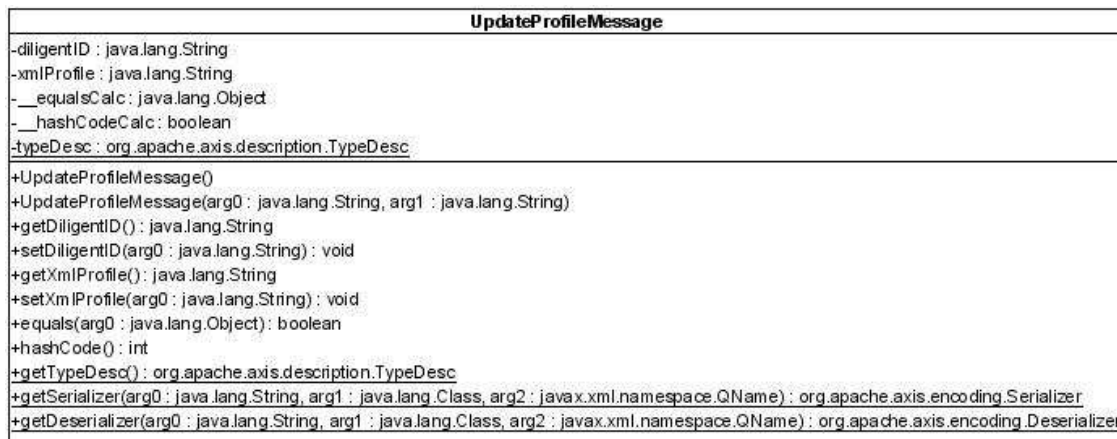 UpdateProfileMessage
-diligentID : java.lang.String
-xmlProfile : java.lang.String
-__equalsCalc : java.lang.Object
-__hashCodeCalc : boolean
-typeDesc : org.apache.axis.description.TypeDesc
+UpdateProfileMessage()
+UpdateProfileMessage(arg0 : java.lang.String, arg1 : java.lang.String)
+getDiligentID() : java.lang.String
+setDiligentID(arg0 : java.lang.String) : void
+getXmlProfile() : java.lang.String
+setXmlProfile(arg0 : java.lang.String) : void
+equals(arg0 : java.lang.Object) : boolean
+hashCode() : int
+getTypeDesc() : org.apache.axis.description.TypeDesc
+getSerializer(arg0 : java.lang.String, arg1 : java.lang.Class, arg2 : javax.xml.namespace.QName) : org.apache.axis.encoding.Serializer
+getDeserializer(arg0 : java.lang.String, arg1 : java.lang.Class, arg2 : javax.xml.namespace.QName) : org.apache.axis.encoding.Deserializer